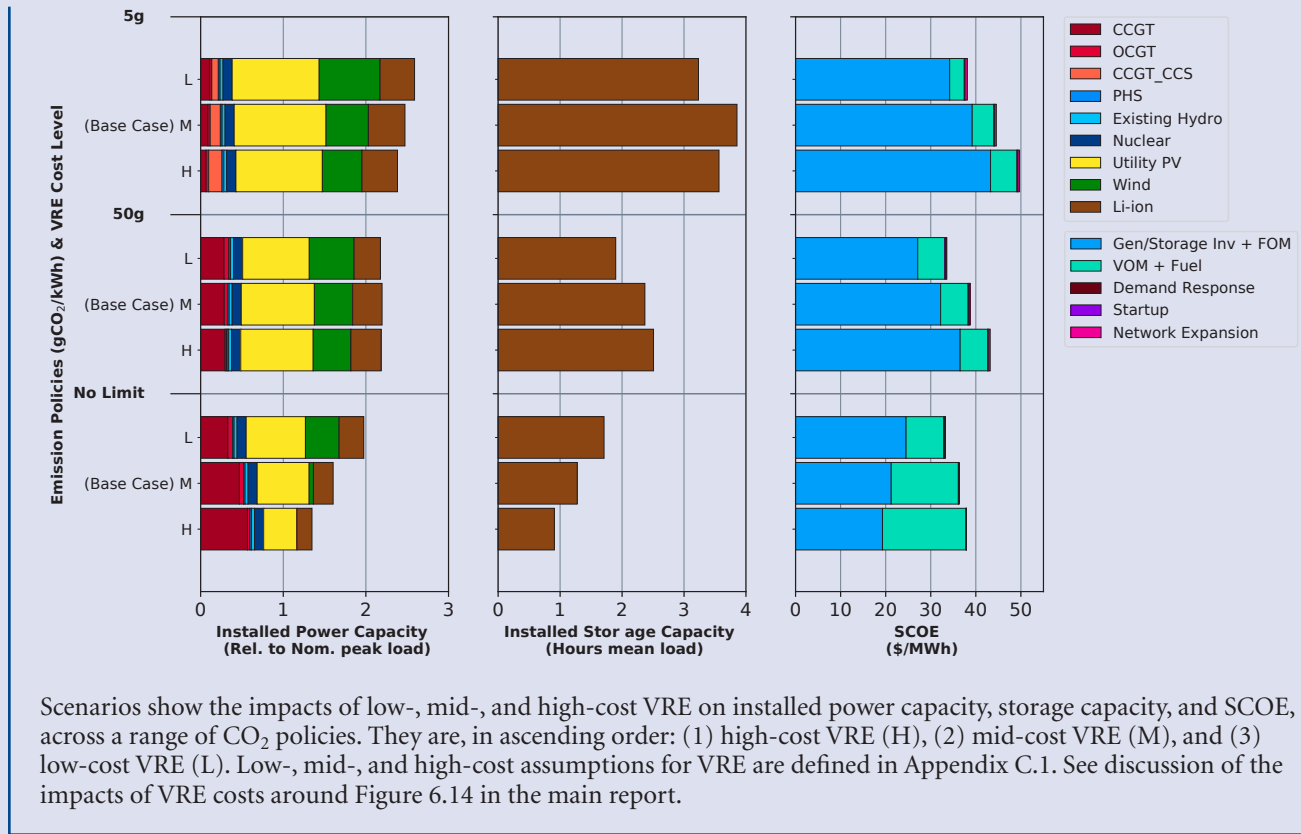 Emission Policies (gCO₂/kWh) & VRE Cost Level
5g
L
(Base Case) M
H
50g
L
(Base Case) M
H
No Limit
L
(Base Case) M
H
0 1 2 3
Installed Power Capacity
(Rel. to Nom. peak load)
0 1 2 3 4
Installed Stor age Capacity
(Hours mean load)
0 10 20 30 40 50
SCOE
($/MWh)
CCGT
OCGT
CCGT_CCS
PHS
Existing Hydro
Nuclear
Utility PV
Wind
Li-ion
Gen/Storage Inv + FOM
VOM + Fuel
Demand Response
Startup
Network Expansion
Scenarios show the impacts of low-, mid-, and high-cost VRE on installed power capacity, storage capacity, and SCOE,
across a range of CO₂ policies. They are, in ascending order: (1) high-cost VRE (H), (2) mid-cost VRE (M), and (3)
low-cost VRE (L). Low-, mid-, and high-cost assumptions for VRE are defined in Appendix C.1. See discussion of the
impacts of VRE costs around Figure 6.14 in the main report.